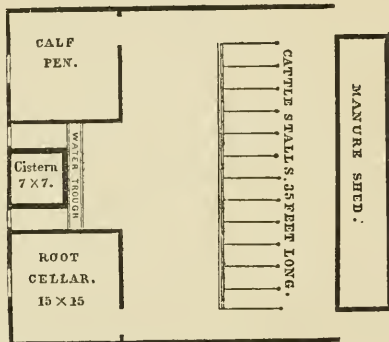 CALF
PEN.
WATER TROUGH
Cistern
7 × 7.
ROOT
CELLAR.
15 × 15
CATTLE STALLS. 35 FEET LONG.
MANURE SHED.